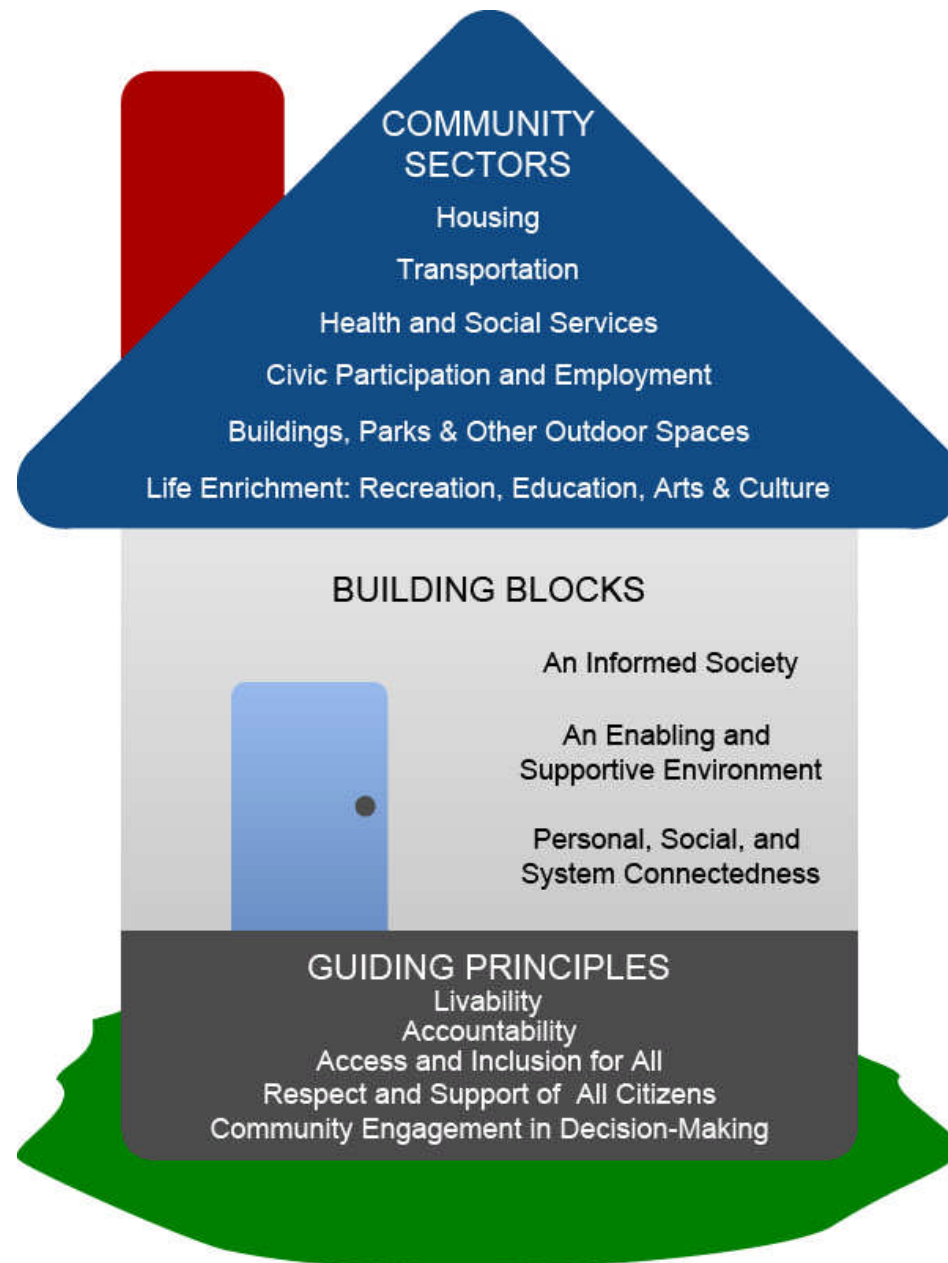 COMMUNITY
SECTORS
Housing
Transportation
Health and Social Services
Civic Participation and Employment
Buildings, Parks & Other Outdoor Spaces
Life Enrichment: Recreation, Education, Arts & Culture
BUILDING BLOCKS
An Informed Society
An Enabling and
Supportive Environment
Personal, Social, and
System Connectedness
GUIDING PRINCIPLES
Livability
Accountability
Access and Inclusion for All
Respect and Support of All Citizens
Community Engagement in Decision-Making